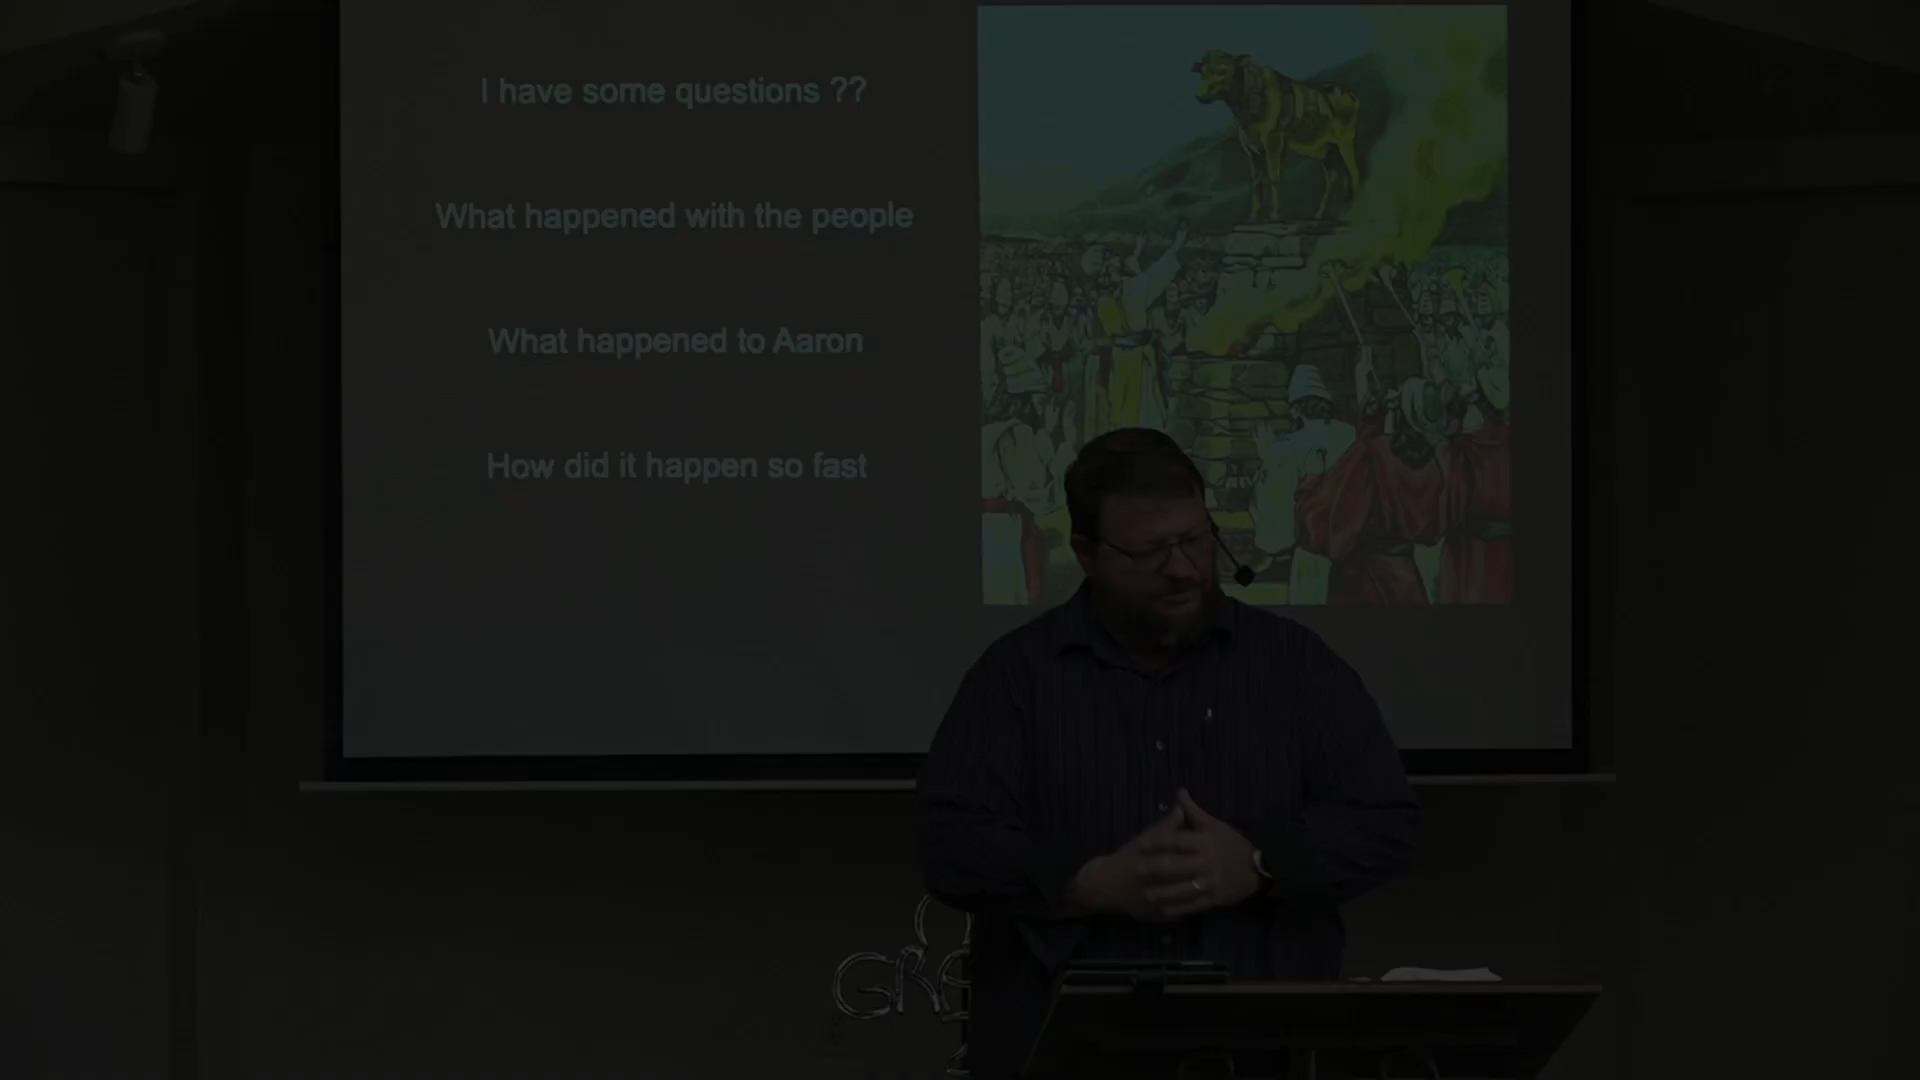 I have some questions ??
What happened with the people
What happened to Aaron
How did it happen so fast